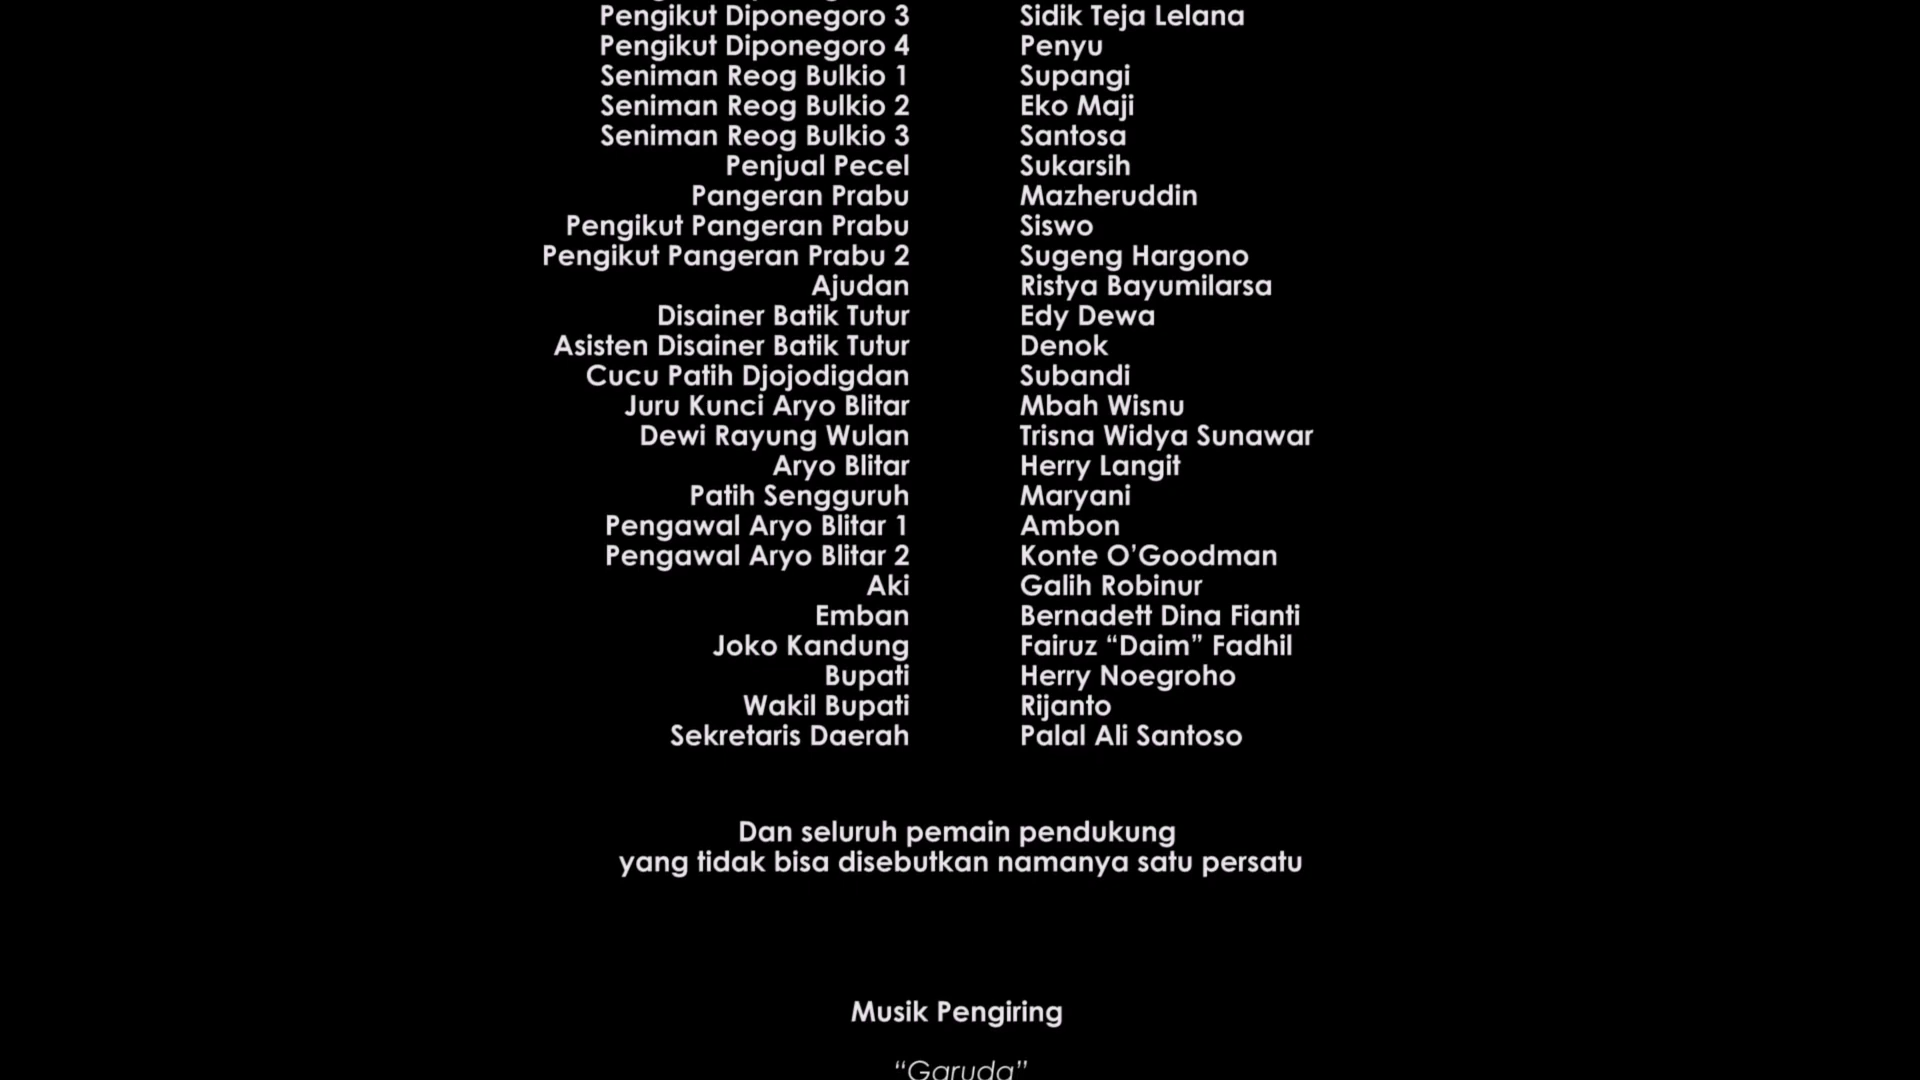 Pengikut Diponegoro 3 Sidik Teja Lelana
Pengikut Diponegoro 4 Penyu
Seniman Reog Bulkio 1 Supangi
Seniman Reog Bulkio 2 Eko Maji
Seniman Reog Bulkio 3 Santosa
Penjual Pecel Sukarsih
Pangeran Prabu Mazheruddin
Pengikut Pangeran Prabu Siswo
Pengikut Pangeran Prabu 2 Sugeng Hargono
Ajudan Ristya Bayumilarsa
Disainer Batik Tutur Edy Dewa
Asisten Disainer Batik Tutur Denok
Cucu Patih Djojodigdan Subandi
Juru Kunci Aryo Blitar Mbah Wisnu
Dewi Rayung Wulan Trisna Widya Sunawar
Aryo Blitar Herry Langit
Patih Sengguruh Maryani
Pengawal Aryo Blitar 1 Ambon
Pengawal Aryo Blitar 2 Konte O’Goodman
Aki Galih Robinur
Emban Bernadett Dina Fianti
Joko Kandung Fairuz “Daim” Fadhil
Bupati Herry Noegroho
Wakil Bupati Rijanto
Sekretaris Daerah Palal Ali Santoso
Dan seluruh pemain pendukung
yang tidak bisa disebutkan namanya satu persatu
Musik Pengiring
“Garuda”